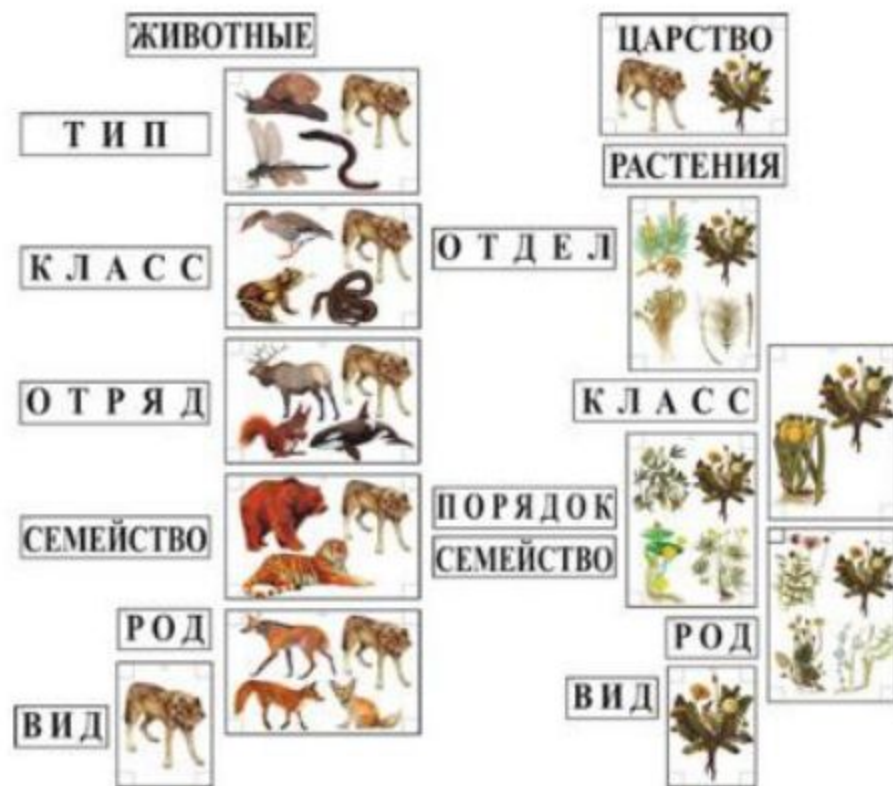 ЖИВОТНЫЕ
ТИП
КЛАСС
ОТРЯД
СЕМЕЙСТВО
РОД
ВИД
ЦАРСТВО
РАСТЕНИЯ
ОТДЕЛ
КЛАСС
ПОРЯДОК
СЕМЕЙСТВО
РОД
ВИД